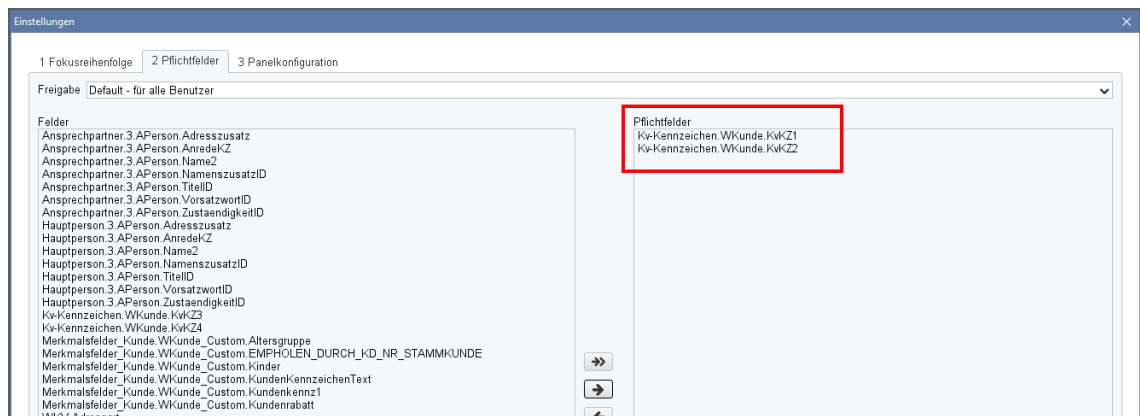 Einstellungen
1 Fokusreihenfolge 2 Pflichtfelder 3 Panelkonfiguration
Freigabe Default - für alle Benutzer
Felder
Ansprechpartner.3.APerson.Adresszusatz
Ansprechpartner.3.APerson.AnredeKZ
Ansprechpartner.3.APerson.Name2
Ansprechpartner.3.APerson.NamenszusatzID
Ansprechpartner.3.APerson.TitelID
Ansprechpartner.3.APerson.VorsatzwortID
Ansprechpartner.3.APerson.ZustaendigkeitID
Hauptperson.3.APerson.Adresszusatz
Hauptperson.3.APerson.AnredeKZ
Hauptperson.3.APerson.Name2
Hauptperson.3.APerson.NamenszusatzID
Hauptperson.3.APerson.TitelID
Hauptperson.3.APerson.VorsatzwortID
Hauptperson.3.APerson.ZustaendigkeitID
Kv-Kennzeichen.WKunde.KvKZ3
Kv-Kennzeichen.WKunde.KvKZ4
Merkmalsfelder_Kunde.WKunde_Custom.Altersgruppe
Merkmalsfelder_Kunde.WKunde_Custom.EMPHOLEN_DURCH_KD_NR_STAMMKUNDE
Merkmalsfelder_Kunde.WKunde_Custom.Kinder
Merkmalsfelder_Kunde.WKunde_Custom.KundenKennzeichenText
Merkmalsfelder_Kunde.WKunde_Custom.Kundenkennz1
Merkmalsfelder_Kunde.WKunde_Custom.Kundenrabatt
Pflichtfelder
Kv-Kennzeichen.WKunde.KvKZ1
Kv-Kennzeichen.WKunde.KvKZ2